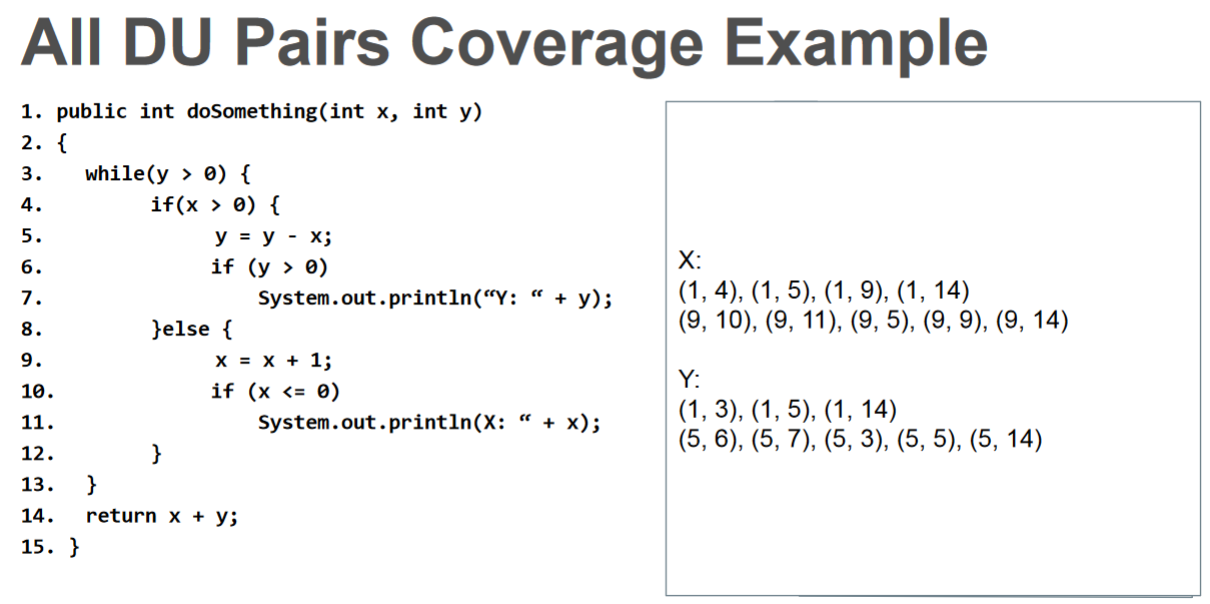 All DU Pairs Coverage Example
1. public int doSomething(int x, int y)
2. {
3. while(y > 0) {
4. if(x > 0) {
5. y = y - x;
6. if (y > 0)
7. System.out.println(“Y: “ + y);
8. }else {
9. x = x + 1;
10. if (x <= 0)
11. System.out.println(X: “ + x);
12. }
13. }
14. return x + y;
15. }
X:
(1, 4), (1, 5), (1, 9), (1, 14)
(9, 10), (9, 11), (9, 5), (9, 9), (9, 14)
Y:
(1, 3), (1, 5), (1, 14)
(5, 6), (5, 7), (5, 3), (5, 5), (5, 14)